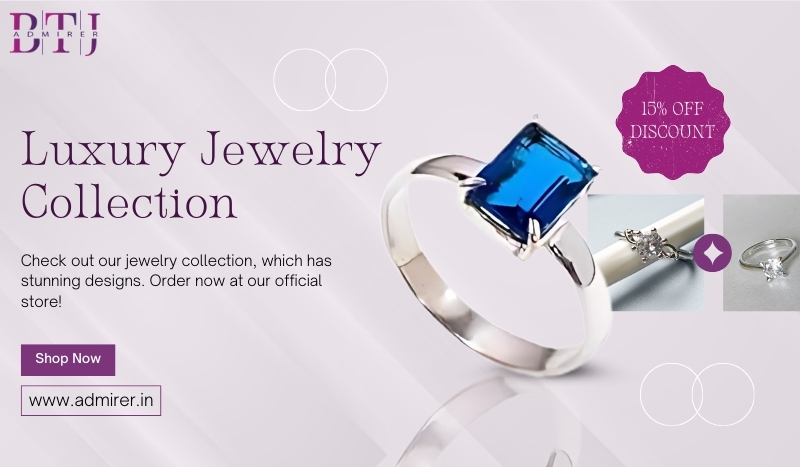 DTJ
ADMIRER
15% OFF
DISCOUNT
Luxury Jewelry
Collection
Check out our jewelry collection, which has
stunning designs. Order now at our official
store!
Shop Now
www.admirer.in